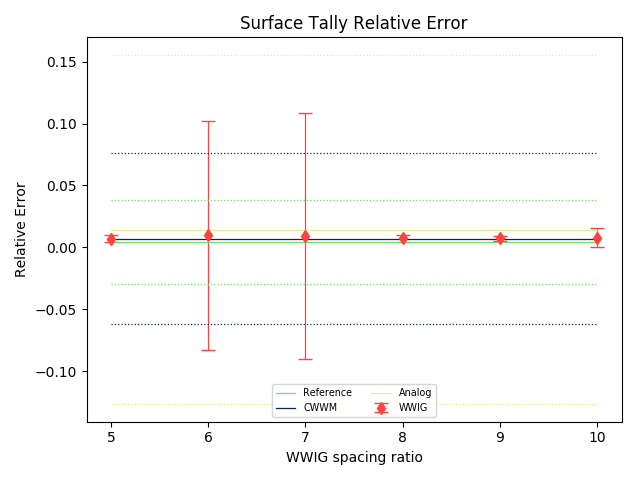 Surface Tally Relative Error
Relative Error
0.15
0.10
0.05
0.00
−0.05
−0.10
Reference
CWWM
Analog
WWIG
5 6 7 8 9 10
WWIG spacing ratio